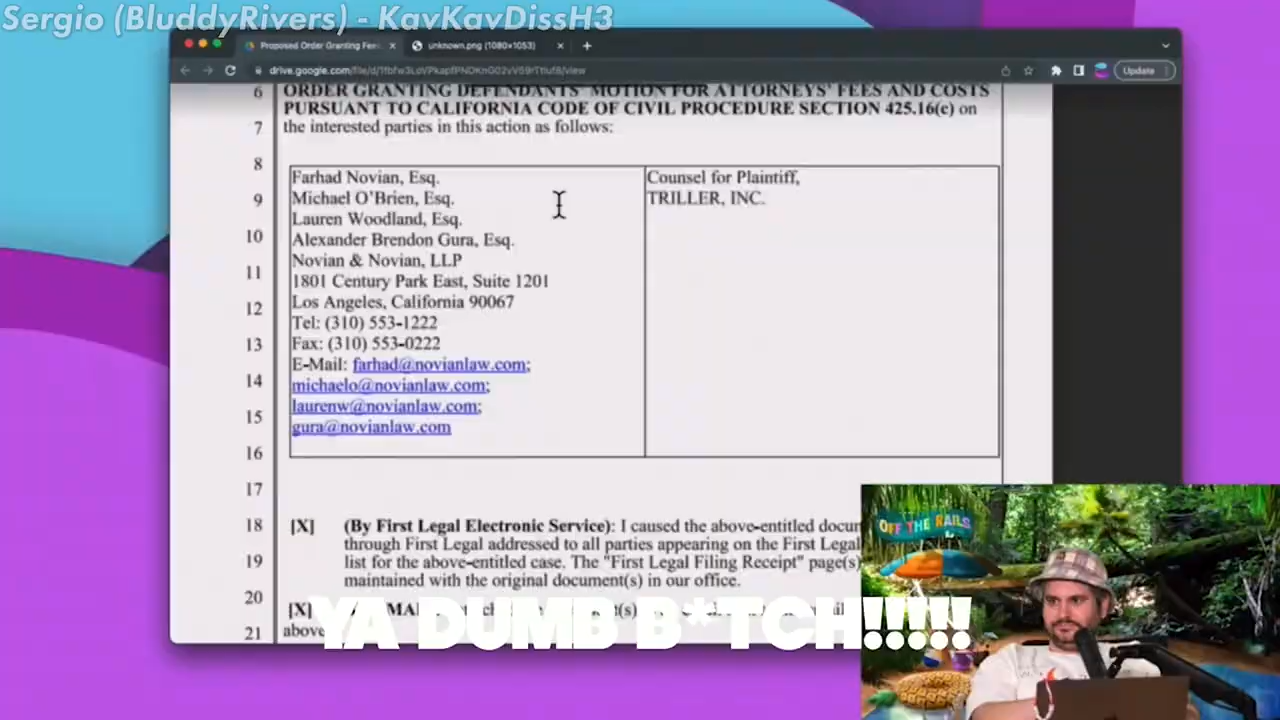 Sergio (BluddyRivers) - KavKavDissH3
Proposed Order Granting Fee
unknown.png (1080×1053)
Update
6
ORDER GRANTING DEFENDANTS' MOTION FOR ATTORNEYS' FEES AND COSTS
PURSUANT TO CALIFORNIA CODE OF CIVIL PROCEDURE SECTION 425.16(c) on
7
the interested parties in this action as follows:
8
Farhad Novian, Esq.
Counsel for Plaintiff,
9
Michael O'Brien, Esq.
TRILLER, INC.
Lauren Woodland, Esq.
10
Alexander Brendon Gura, Esq.
Novian & Novian, LLP
11
1801 Century Park East, Suite 1201
12
Los Angeles, California 90067
Tel: (310) 553-1222
13
Fax: (310) 553-0222
E-Mail: farhad@novianlaw.com;
14
michaelo@novianlaw.com;
laurenw@novianlaw.com;
15
gura@novianlaw.com
16
17
18
[X] (By First Legal Electronic Service): I caused the above-entitled docu
19
through First Legal addressed to all parties appearing on the First Legal
list for the above-entitled case. The "First Legal Filing Receipt" page(s)
20
maintained with the original document(s) in our office.
[X]
YA DUMB B*TCH!!!!!
21
above
OFF THE RAILS